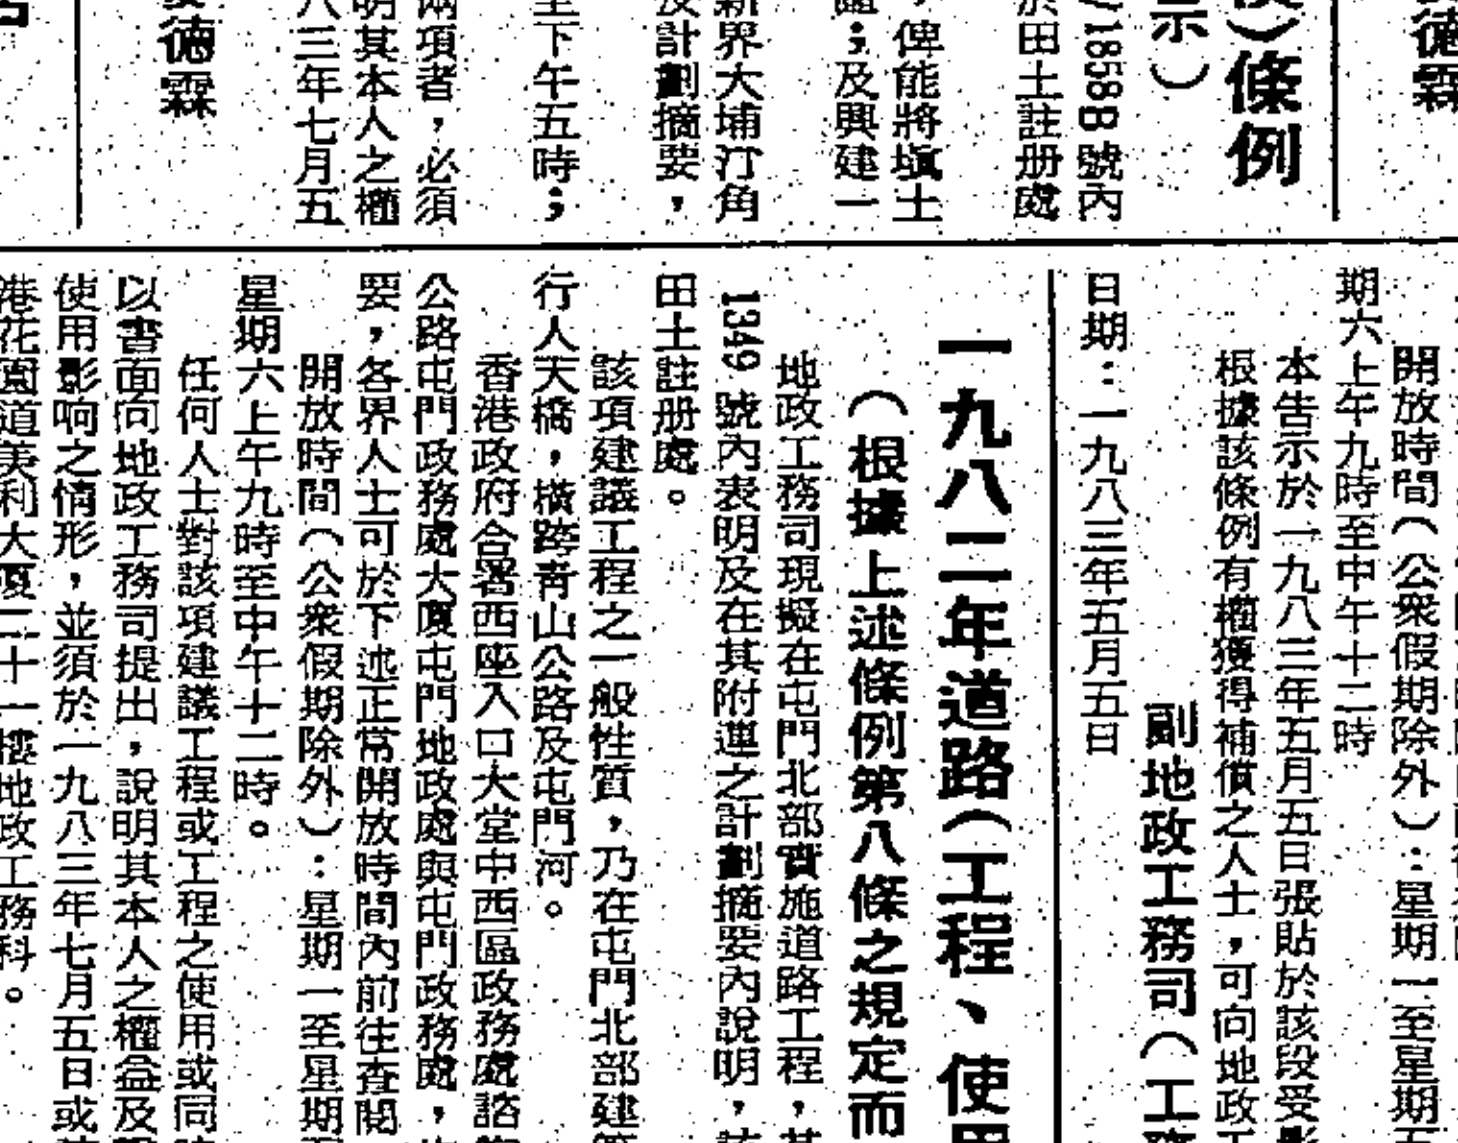 德霖
條例
示）
/1858B 號內
於田土註册處
，俾能將塡土
；及興建一
新界大埔汀角
計劃摘要，
至下午五時；
兩項者，必須
明其本人之權
八三年七月五
德霖
開放時間（公衆假期除外）：星期一至星期五
期六上午九時至中午十二時
本告示於一九八三年五月五日張貼於該段受影
根據該條例有權獲得補償之人士，可向地政工
副地政工務司（工務
日期：一九八三年五月五日
一九八二年道路（工程、使用
（根據上述條例第八條之規定而
地政工務司現擬在屯門北部實施道路工程，其
1349 號內表明及在其附連之計劃摘要內說明，該
田土註册處。
該項建議工程之一般性質，乃在屯門北部建築
行人天橋，橫跨靑山公路及屯門河。
香港政府合署西座入口大堂中西區政務處諮詢
公路屯門政務處大廈屯門地政處與屯門政務處，
要，各界人士可於下述正常開放時間內前往查閱
開放時間（公衆假期除外）：星期一至星期
星期六上午九時至中午十二時。
任何人士對該項建議工程或工程之使用或同
以書面向地政工務司提出，說明其本人之權益及
使用影响之情形，並須於一九八三年七月五日或
港花園道美利大廈二十一樓地政工務科。